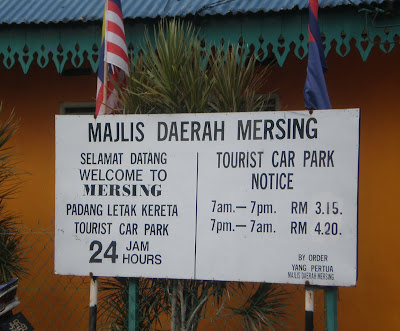 MAJLIS DAERAH MERSING
SELAMAT DATANG
WELCOME TO
MERSING
PADANG LETAK KERETA
TOURIST CAR PARK
24 JAM HOURS
TOURIST CAR PARK
NOTICE
7am.— 7pm. RM 3.15.
7pm.— 7am. RM 4.20.
BY ORDER
YANG PERTUA
MAJLIS DAERAH MERSING